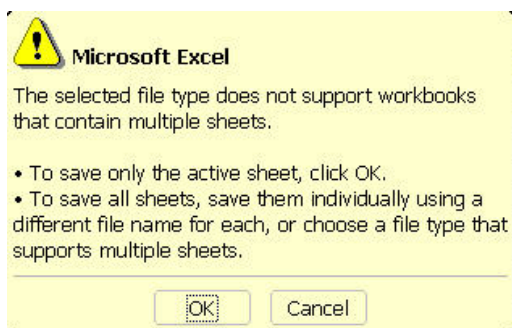 Microsoft Excel
The selected file type does not support workbooks
that contain multiple sheets.
• To save only the active sheet, click OK.
• To save all sheets, save them individually using a
different file name for each, or choose a file type that
supports multiple sheets.
OK Cancel